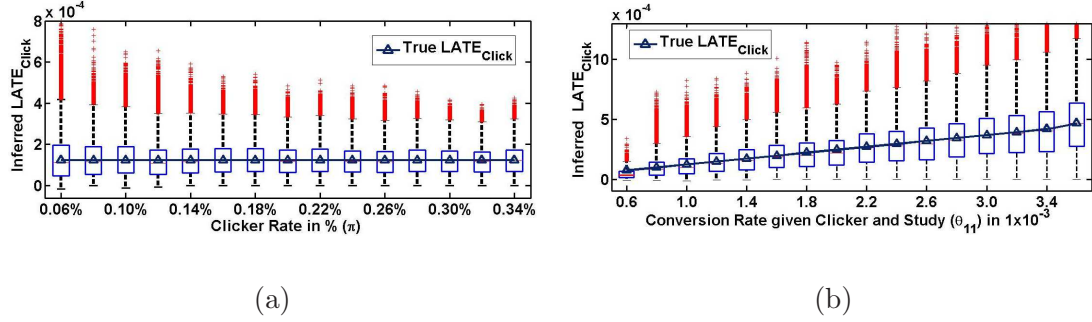 x 10⁻⁴
8
6
4
2
0
Inferred LATE_Click
True LATE_Click
0.06% 0.10% 0.14% 0.18% 0.22% 0.26% 0.30% 0.34%
Clicker Rate in % (π)
(a)
x 10⁻⁴
10
5
0
Inferred LATE_Click
True LATE_Click
0.6 1.0 1.4 1.8 2.2 2.6 3.0 3.4
Conversion Rate given Clicker and Study (θ₁₁) in 1x10⁻³
(b)